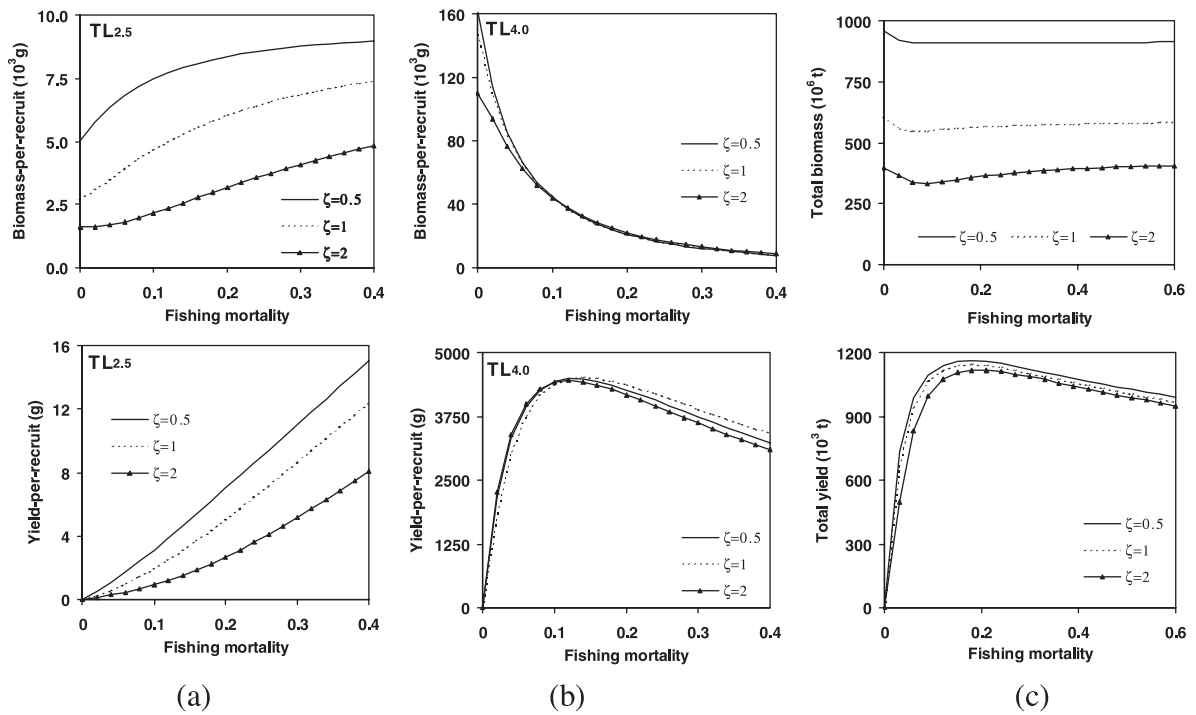 TL2.5
Biomass-per-recruit (10³g)
10.0
7.5
5.0
2.5
0.0
ζ=0.5
ζ=1
ζ=2
0 0.1 0.2 0.3 0.4
Fishing mortality
TL4.0
Biomass-per-recruit (10³g)
160
120
80
40
0
ζ=0.5
ζ=1
ζ=2
0 0.1 0.2 0.3 0.4
Fishing mortality
Total biomass (10⁶ t)
1000
750
500
250
0
ζ=0.5 ζ=1 ζ=2
0 0.2 0.4 0.6
Fishing mortality
TL2.5
Yield-per-recruit (g)
16
12
8
4
0
ζ=0.5
ζ=1
ζ=2
0 0.1 0.2 0.3 0.4
Fishing mortality
TL4.0
Yield-per-recruit (g)
5000
3750
2500
1250
0
ζ=0.5
ζ=1
ζ=2
0 0.1 0.2 0.3 0.4
Fishing mortality
Total yield (10³ t)
1200
900
600
300
0
ζ=0.5
ζ=1
ζ=2
0 0.2 0.4 0.6
Fishing mortality
(a) (b) (c)